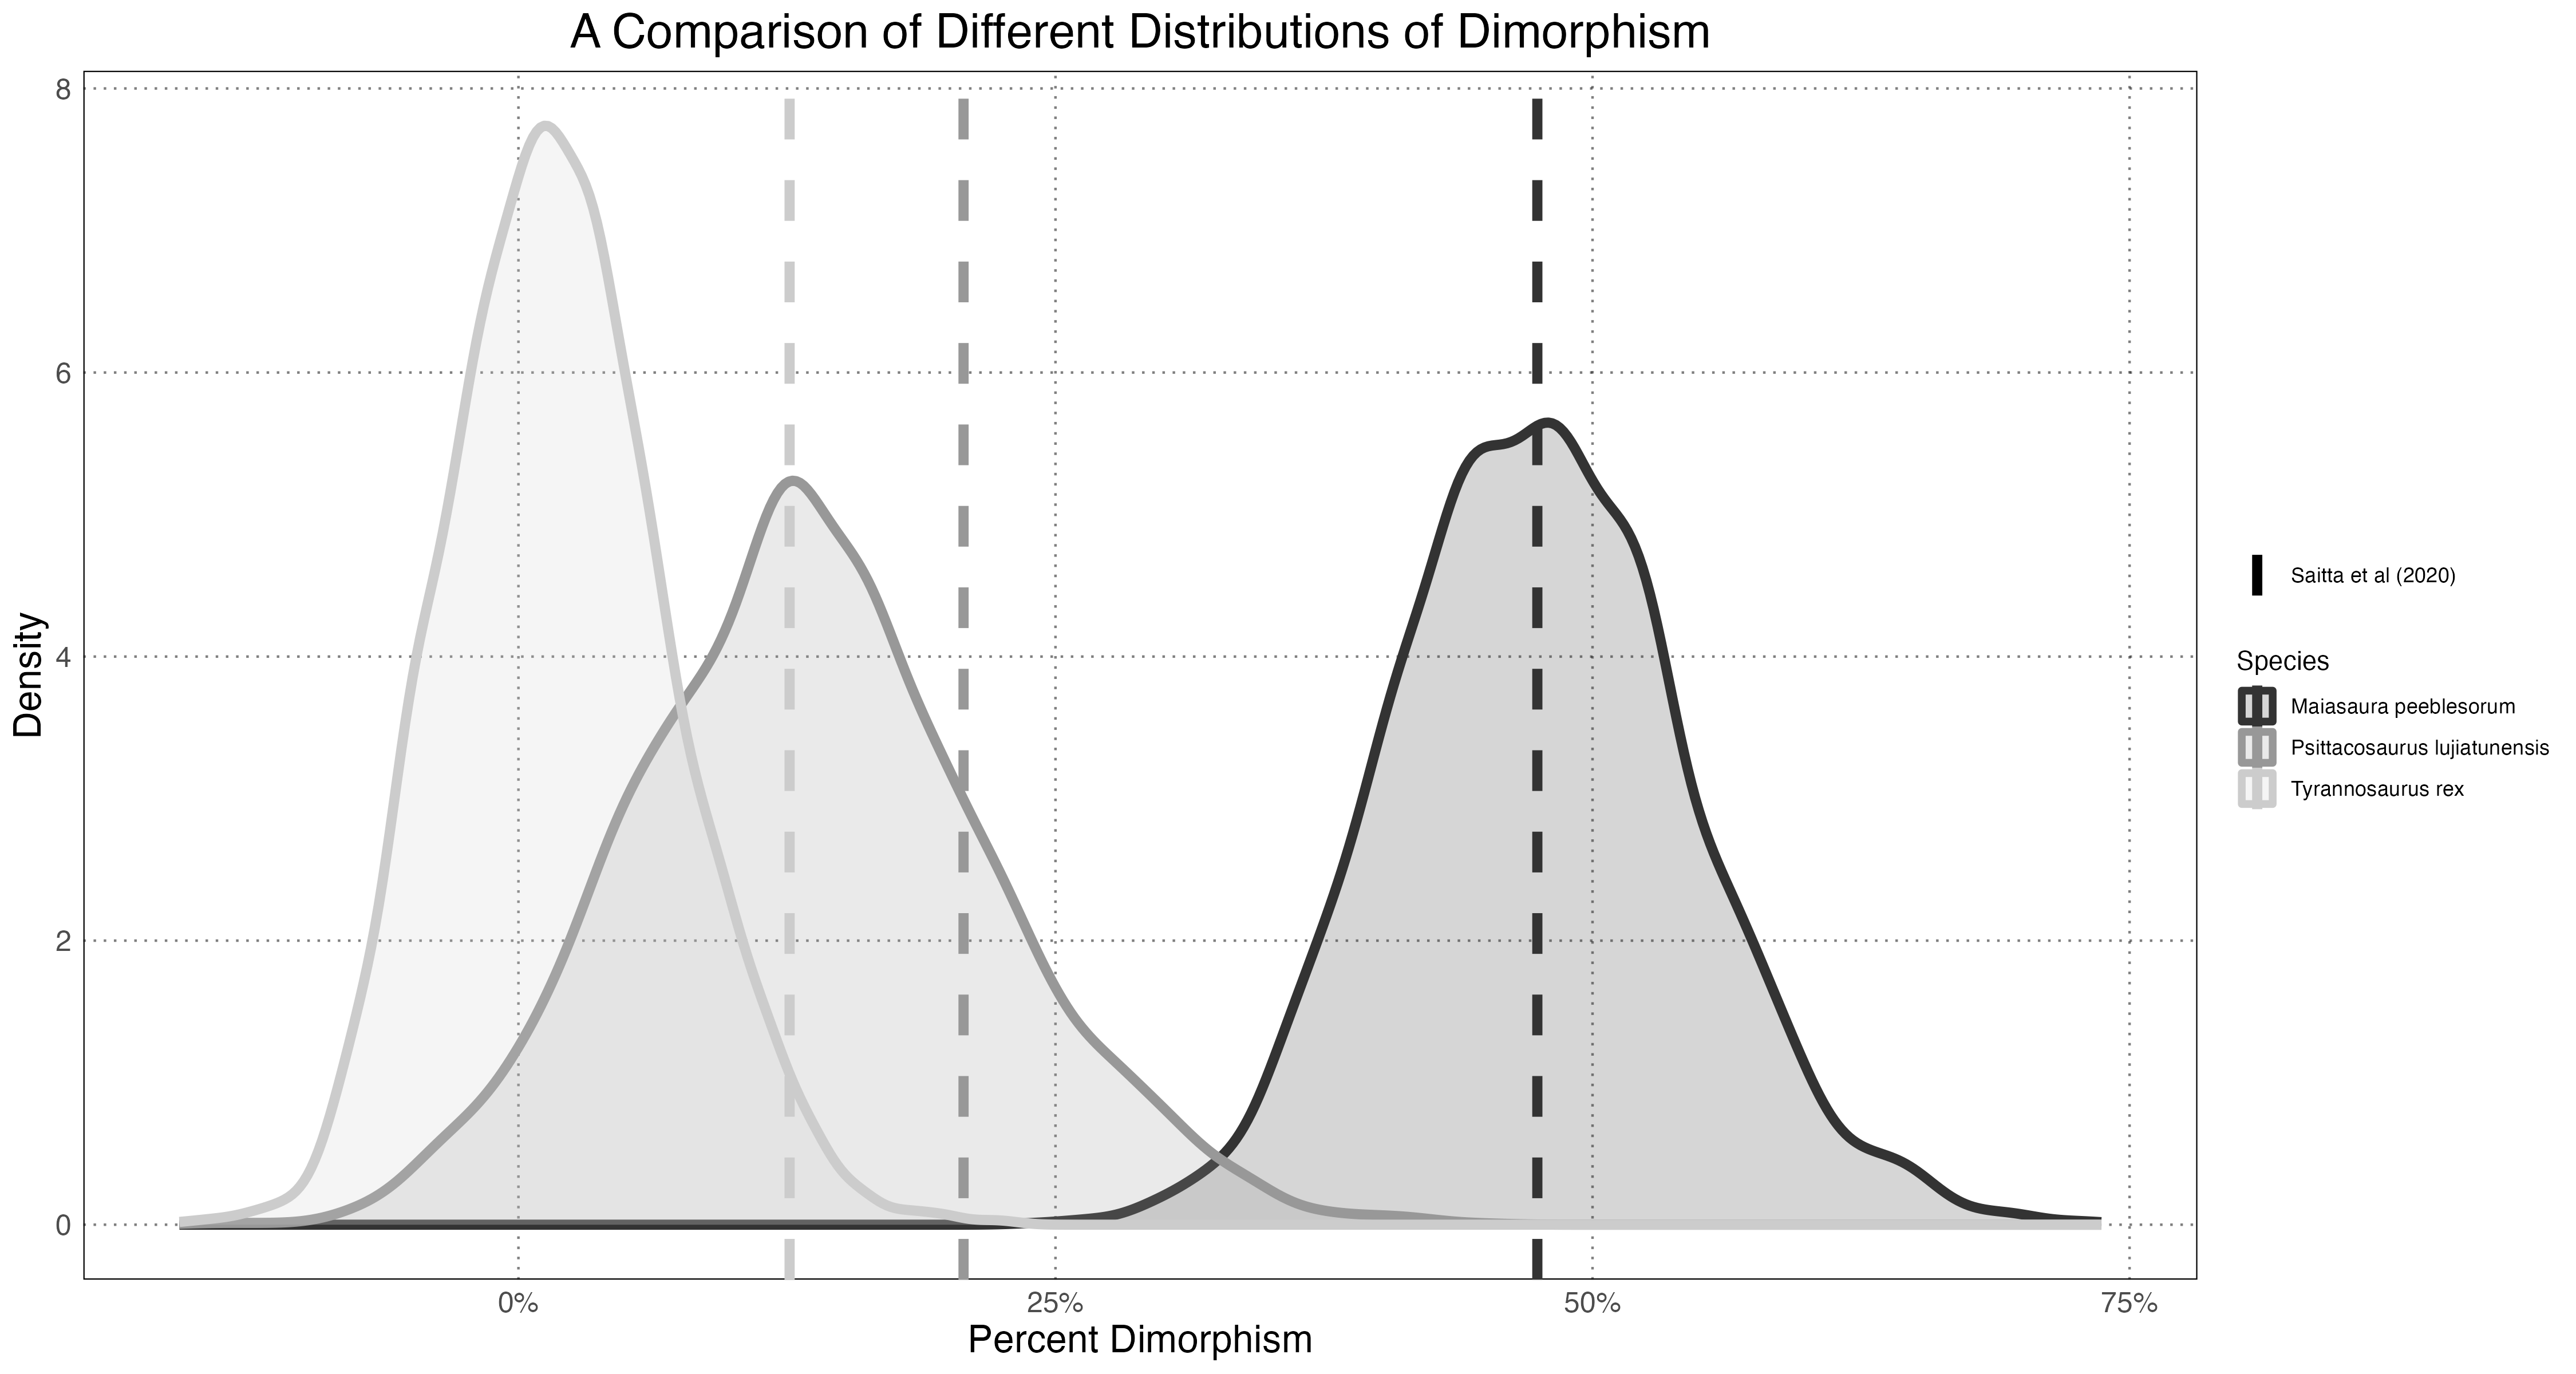 A Comparison of Different Distributions of Dimorphism
8
6
4
2
0
Density
0%
25%
50%
75%
Percent Dimorphism
Saitta et al (2020)
Species
Maiasaura peeblesorum
Psittacosaurus lujiatunensis
Tyrannosaurus rex